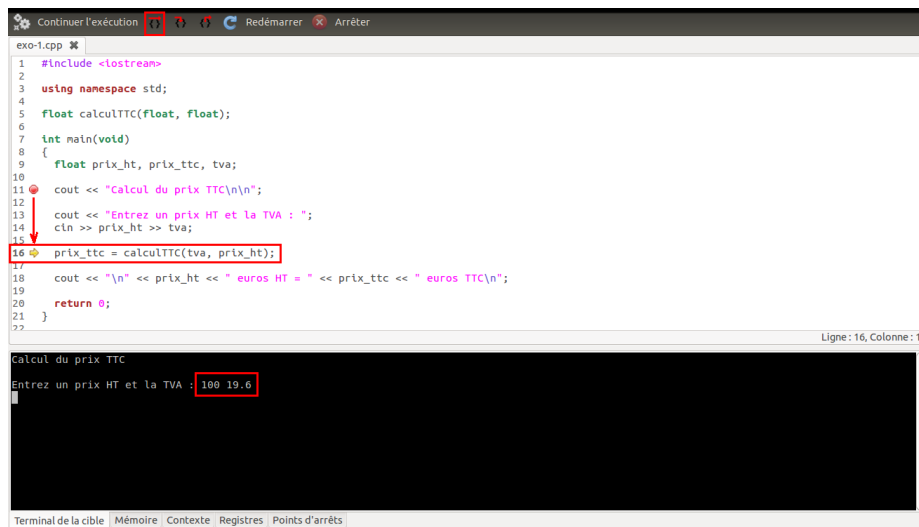 Continuer l'exécution {} {} {} Redémarrer Arrêter
exo-1.cpp
1 #include <iostream>
2
3 using namespace std;
4
5 float calculTTC(float, float);
6
7 int main(void)
8 {
9 float prix_ht, prix_ttc, tva;
10
11 cout << "Calcul du prix TTC\n\n";
12
13 cout << "Entrez un prix HT et la TVA : ";
14 cin >> prix_ht >> tva;
15
16 prix_ttc = calculTTC(tva, prix_ht);
17
18 cout << "\n" << prix_ht << " euros HT = " << prix_ttc << " euros TTC\n";
19
20 return 0;
21 }
22
Ligne : 16, Colonne : 1
Calcul du prix TTC
Entrez un prix HT et la TVA : 100 19.6
Terminal de la cible Mémoire Contexte Registres Points d'arrêts